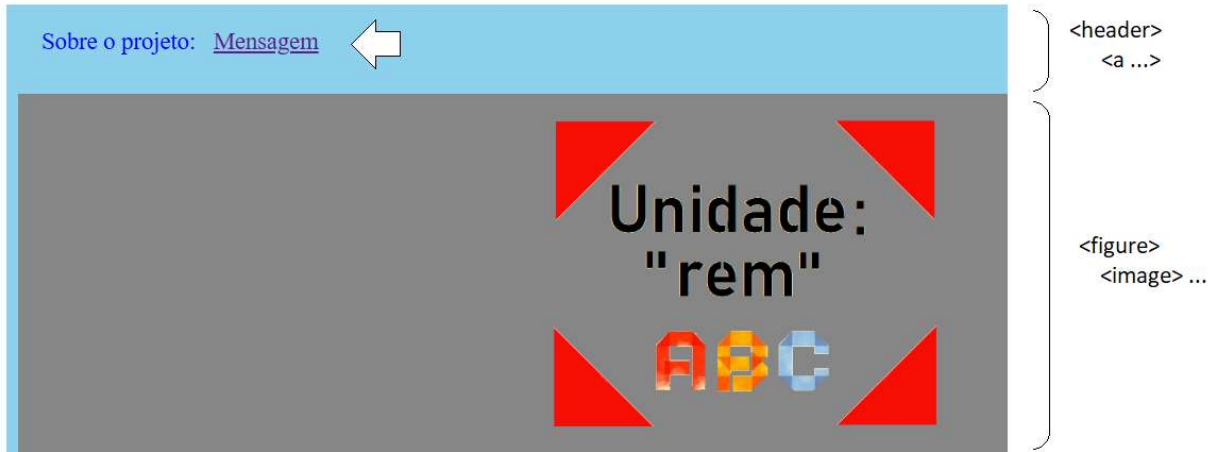 Sobre o projeto: Mensagem
<header>
<a ...>
Unidade:
"rem"
ABC
<figure>
<image> ...